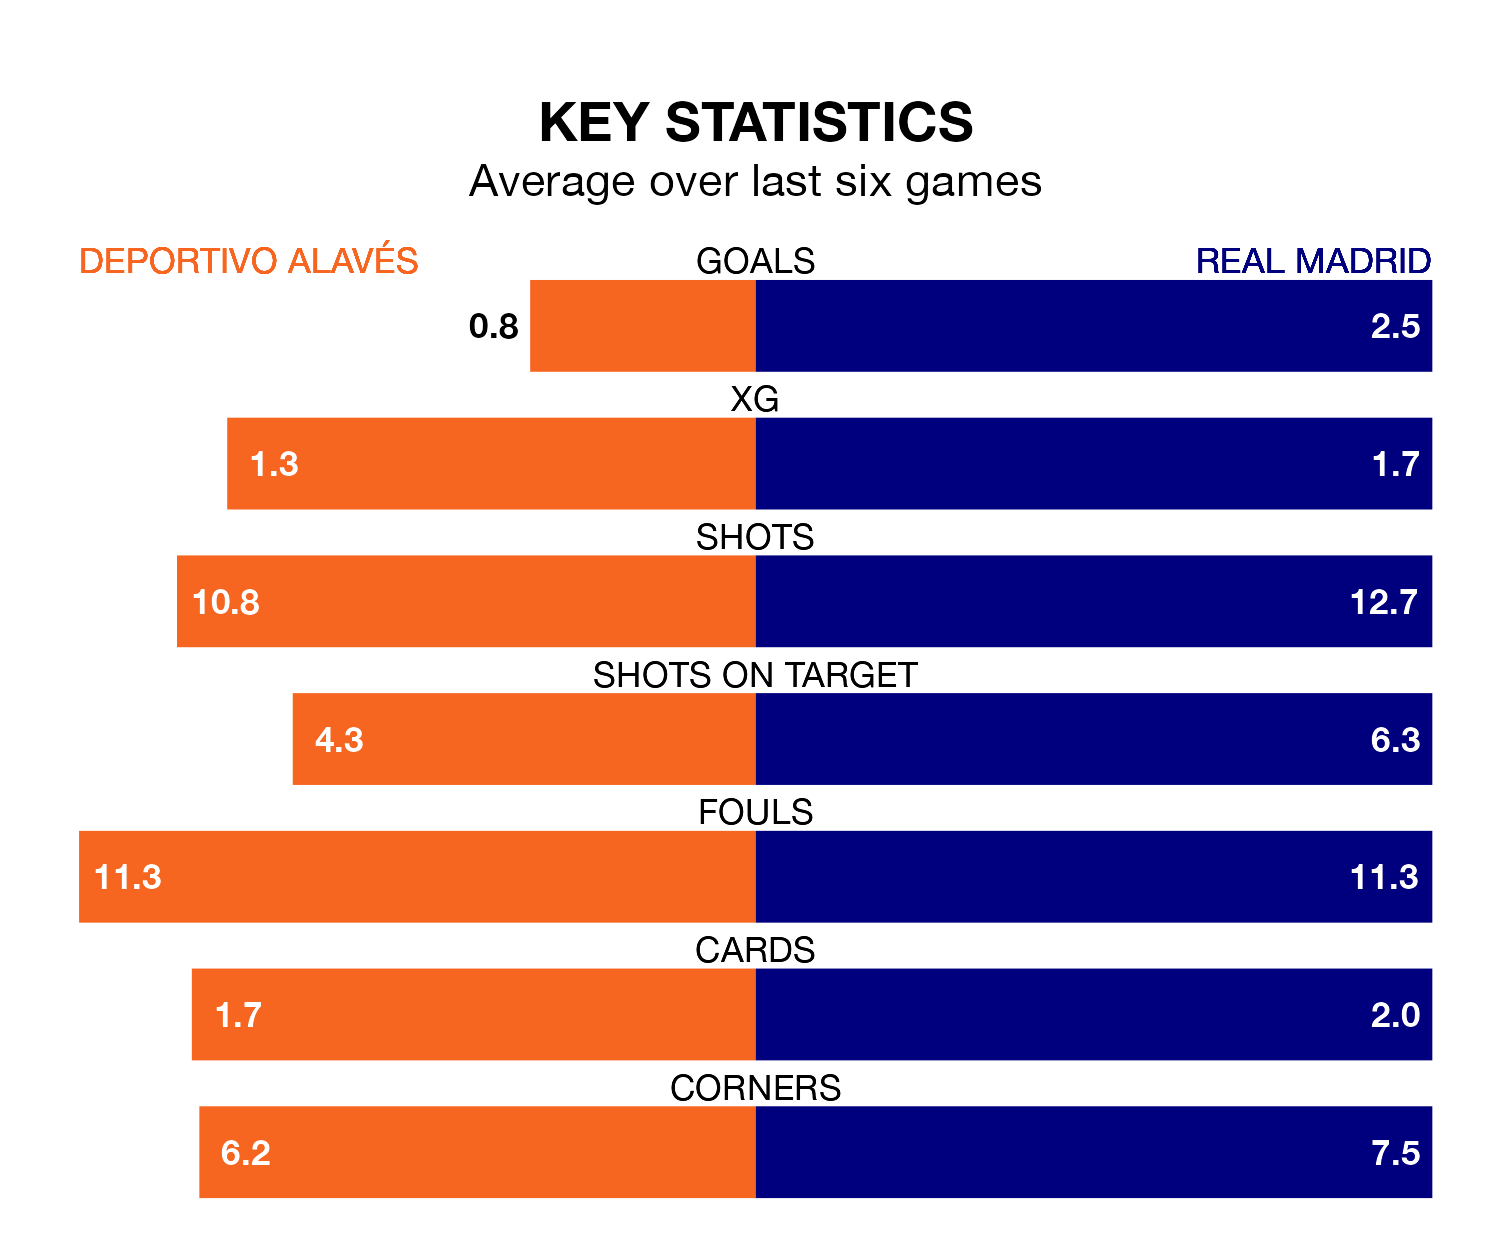 KEY STATISTICS
Average over last six games
DEPORTIVO ALAVÉS GOALS REAL MADRID
0.8 2.5
XG
1.3 1.7
SHOTS
10.8 12.7
SHOTS ON TARGET
4.3 6.3
FOULS
11.3 11.3
CARDS
1.7 2.0
CORNERS
6.2 7.5